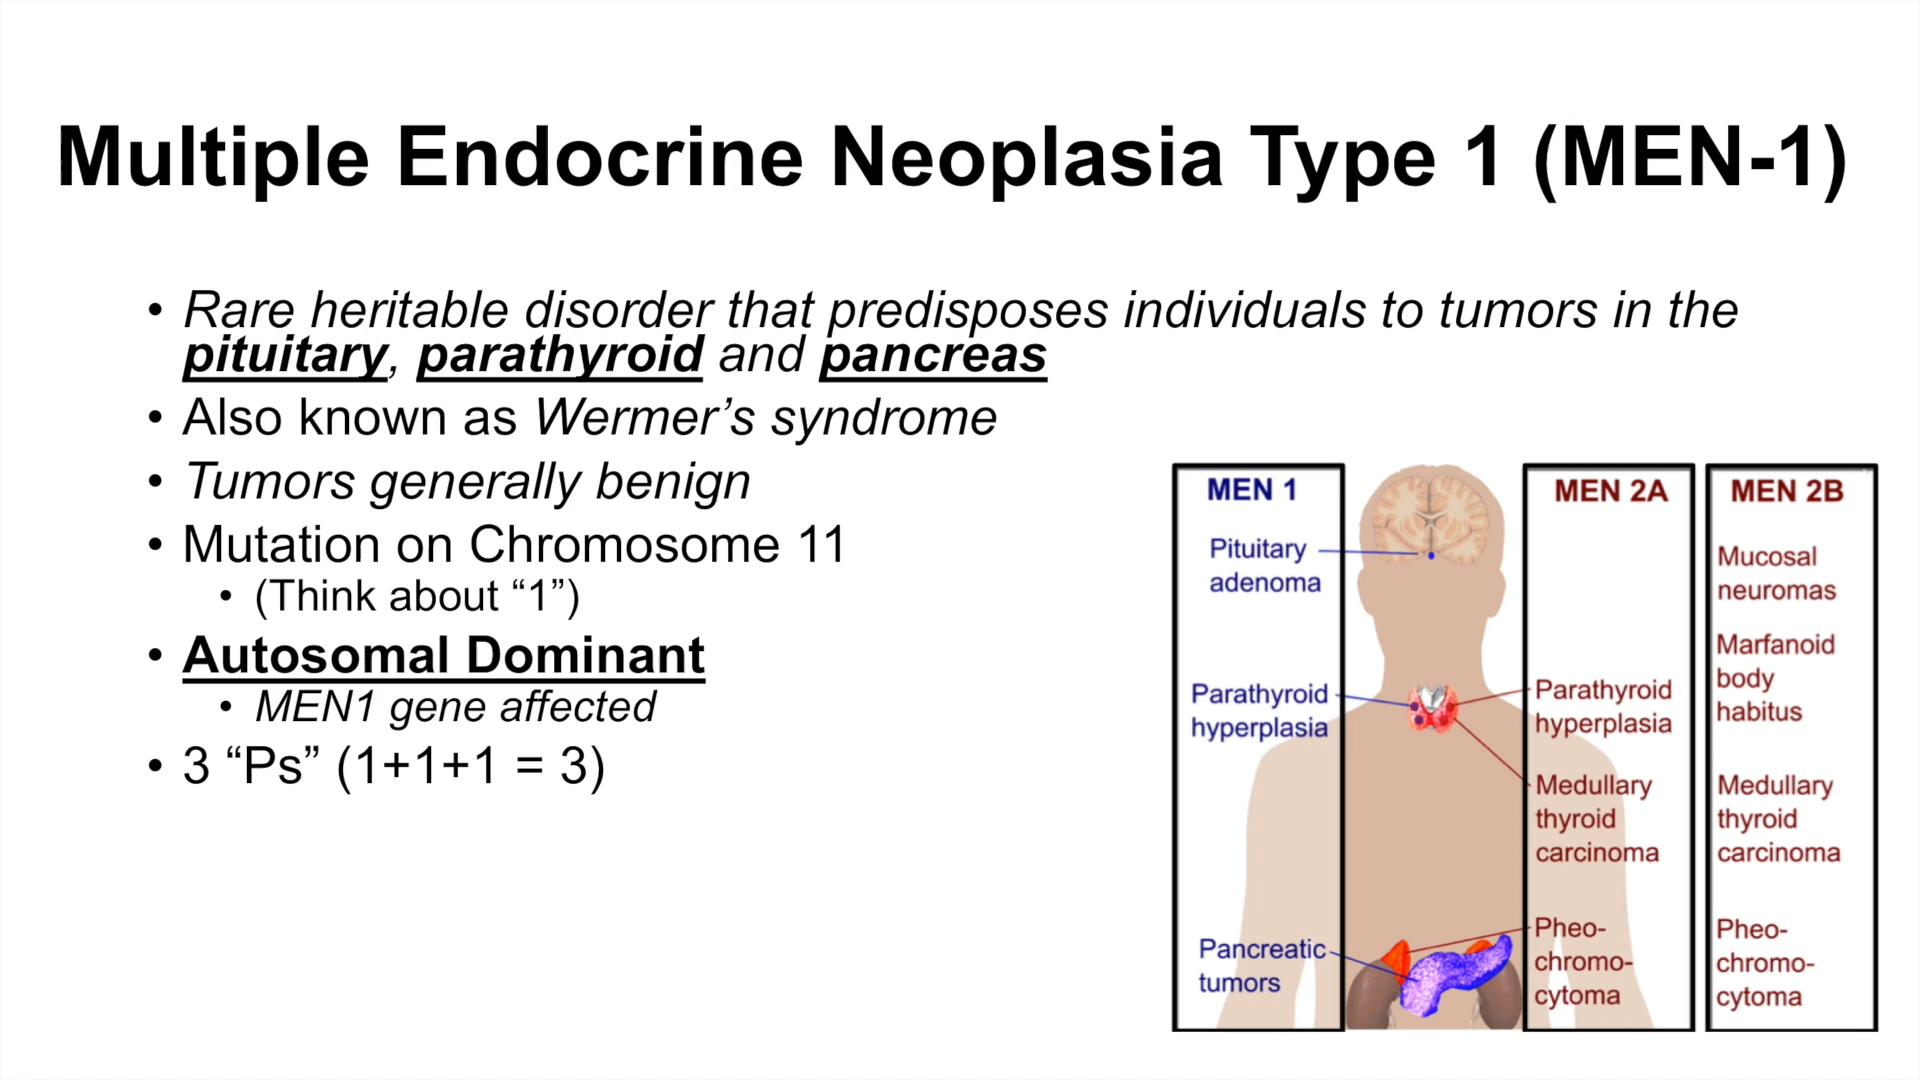 Multiple Endocrine Neoplasia Type 1 (MEN-1)
• Rare heritable disorder that predisposes individuals to tumors in the
pituitary, parathyroid and pancreas
• Also known as Wermer’s syndrome
• Tumors generally benign
• Mutation on Chromosome 11
• (Think about “1”)
• Autosomal Dominant
• MEN1 gene affected
• 3 “Ps” (1+1+1 = 3)
MEN 1
Pituitary
adenoma
Parathyroid
hyperplasia
Pancreatic
tumors
MEN 2A
Parathyroid
hyperplasia
Medullary
thyroid
carcinoma
Pheo-
chromo-
cytoma
MEN 2B
Mucosal
neuromas
Marfanoid
body
habitus
Medullary
thyroid
carcinoma
Pheo-
chromo-
cytoma